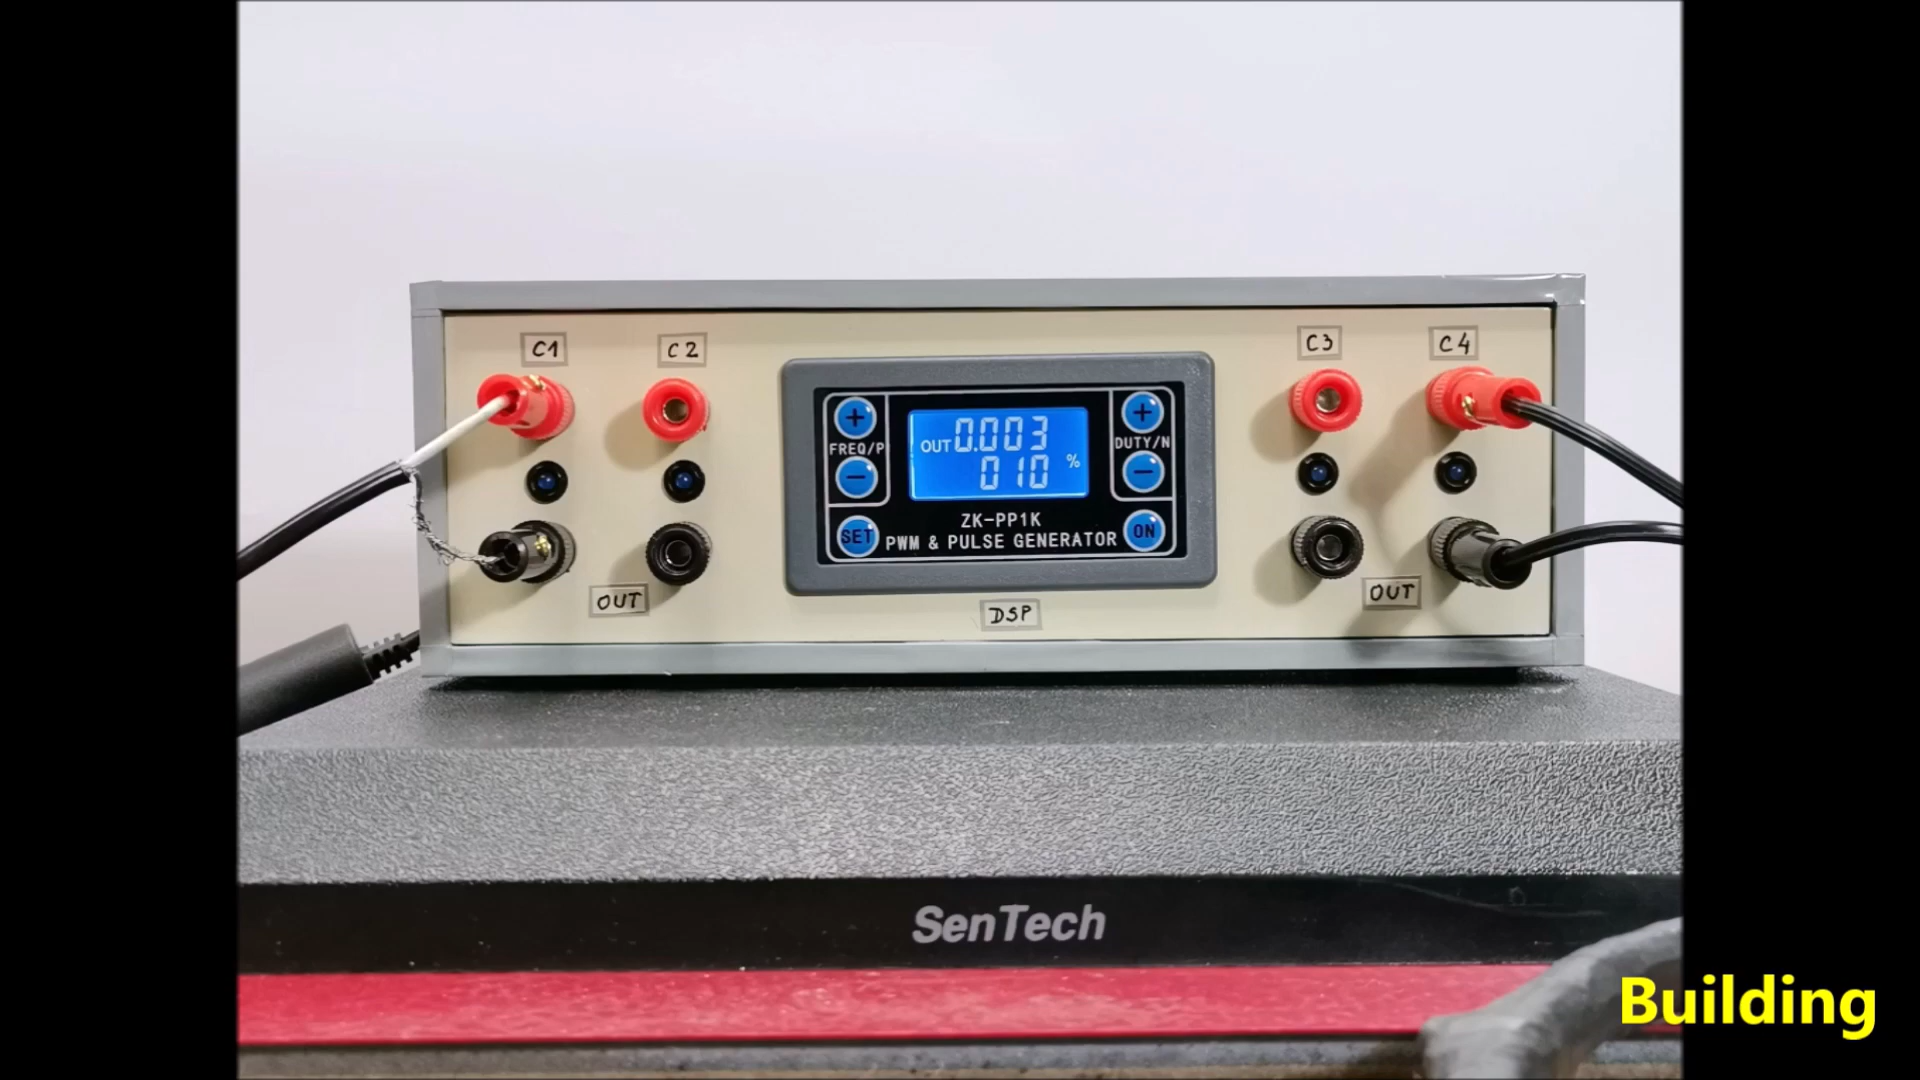 C1
C2
C3
C4
+
+
OUT 0.003
FREQ/P
DUTY/N
010 %
−
−
ZK-PP1K
SET
PWM & PULSE GENERATOR
ON
OUT
OUT
DSP
SenTech
Building